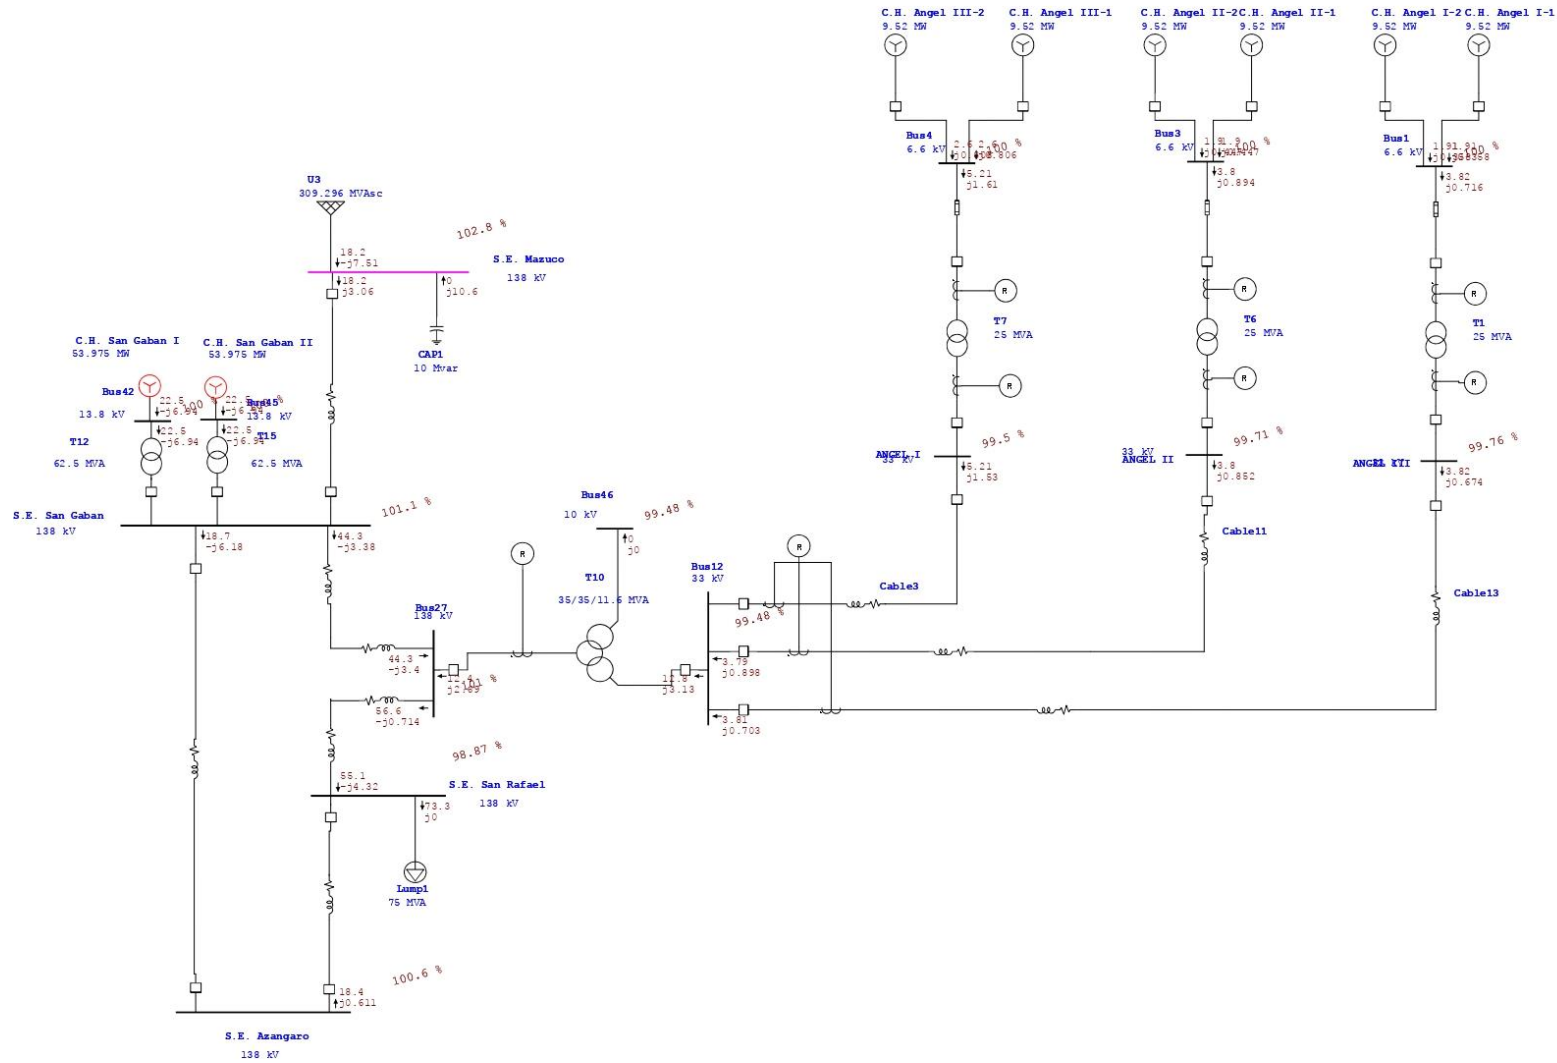 C.H. Angel III-2
9.52 MW
C.H. Angel III-1
9.52 MW
C.H. Angel II-2
9.52 MW
C.H. Angel II-1
9.52 MW
C.H. Angel I-2
9.52 MW
C.H. Angel I-1
9.52 MW
Bus4
6.6 kV
5.21
j1.61
Bus3
6.6 kV
3.8
j0.894
Bus1
6.6 kV
3.82
j0.716
U3
309.296 MVAsc
102.8 %
18.2
-j7.51
S.E. Mazuco
138 kV
18.2
j3.06
0
j10.6
CAP1
10 Mvar
R
T7
25 MVA
R
R
T6
25 MVA
R
R
T1
25 MVA
R
C.H. San Gaban I
53.975 MW
C.H. San Gaban II
53.975 MW
Bus42
13.8 kV
22.5
-j6.94
T12
62.5 MVA
Bus45
13.8 kV
22.5
-j6.94
T15
62.5 MVA
99.5 %
ANGEL I
33 kV
5.21
j1.53
99.71 %
33 kV
ANGEL II
3.8
j0.852
99.76 %
ANGEL III
3.82
j0.674
S.E. San Gaban
138 kV
101.1 %
18.7
-j6.18
44.3
-j3.38
Bus46
10 kV
99.48 %
0
j0
R
T10
35/35/11.6 MVA
Bus27
138 kV
44.3
-j3.4
56.6
-j0.714
12.8
j3.13
Bus12
33 kV
99.48 %
R
Cable3
Cable11
Cable13
3.79
j0.898
3.81
j0.703
98.87 %
55.1
-j4.32
S.E. San Rafael
138 kV
73.3
j0
Lump1
75 MVA
100.6 %
18.4
j0.611
S.E. Azangaro
138 kV